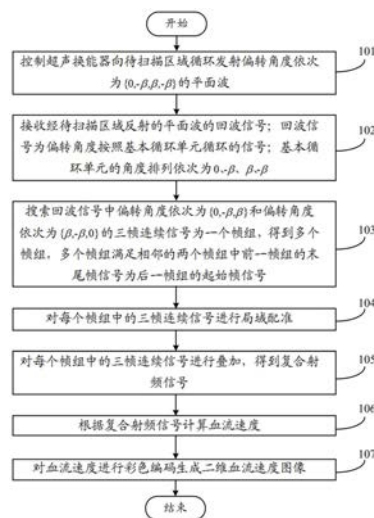 开始
101
控制超声换能器向待扫描区域循环发射偏转角度依次
为{0,-β,β,-β}的平面波
102
接收经待扫描区域反射的平面波的回波信号；回波信
号为偏转角度按照基本循环单元循环的信号；基本循
环单元的角度排列依次为0、-β、β、-β
103
搜索回波信号中偏转角度依次为{0,-β,β}和偏转角度
依次为{β,-β,0}的三帧连续信号为一个帧组，得到多个
帧组，多个帧组满足相邻的两个帧组中前一帧组的末
尾帧信号为后一帧组的起始帧信号
104
对每个帧组中的三帧连续信号进行局域配准
105
对每个帧组中的三帧连续信号进行叠加，得到复合射
频信号
106
根据复合射频信号计算血流速度
107
对血流速度进行彩色编码生成二维血流速度图像
结束